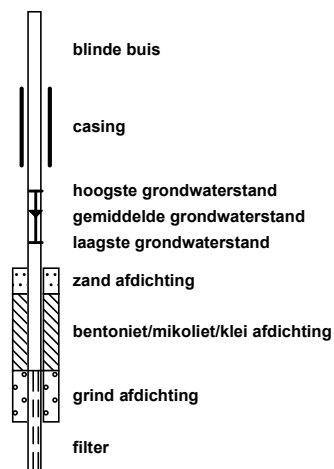 blinde buis
casing
hoogste grondwaterstand
gemiddelde grondwaterstand
laagste grondwaterstand
zand afdichting
bentoniet/mikoliet/klei afdichting
grind afdichting
filter